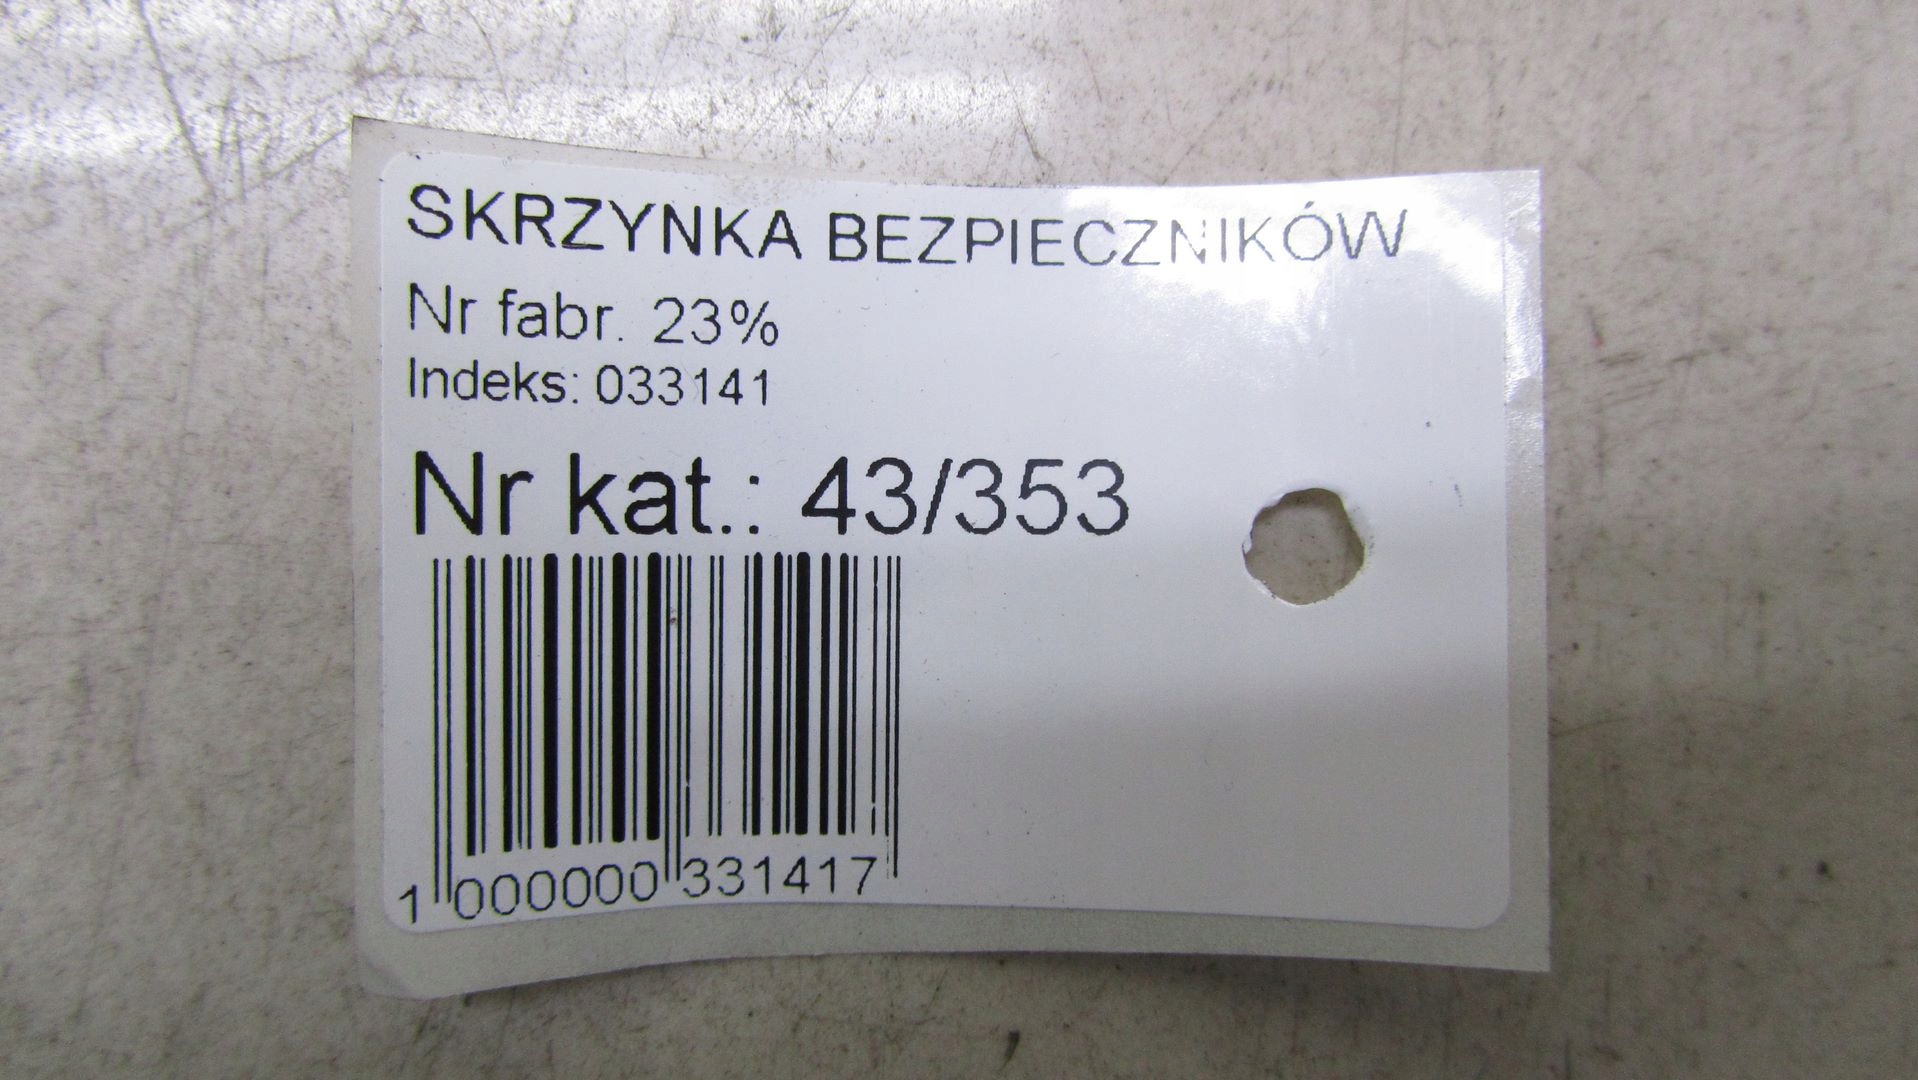 SKRZYNKA BEZPIECZNIKÓW
Nr fabr. 23%
Indeks: 033141
Nr kat.: 43/353
1 000000 331417